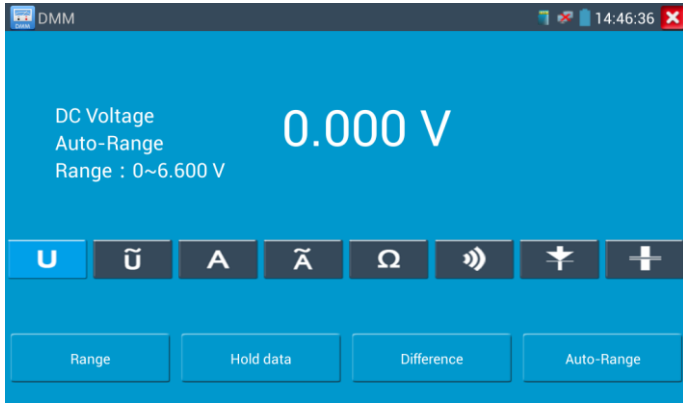 DMM
14:46:36
DC Voltage
Auto-Range
Range : 0~6.600 V
0.000 V
U
Ũ
A
Ã
Ω
Range
Hold data
Difference
Auto-Range